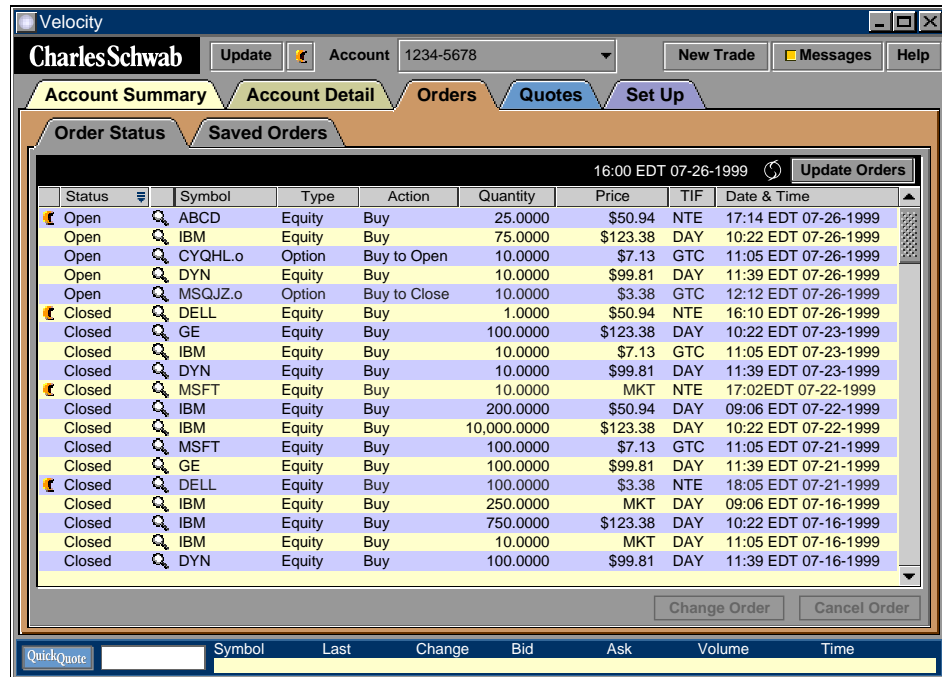 Velocity
Charles Schwab Update Account 1234-5678 New Trade Messages Help
Account Summary Account Detail Orders Quotes Set Up
Order Status Saved Orders
16:00 EDT 07-26-1999 Update Orders
Status Symbol Type Action Quantity Price TIF Date & Time
Open ABCD Equity Buy 25.0000 $50.94 NTE 17:14 EDT 07-26-1999
Open IBM Equity Buy 75.0000 $123.38 DAY 10:22 EDT 07-26-1999
Open CYQHL.o Option Buy to Open 10.0000 $7.13 GTC 11:05 EDT 07-26-1999
Open DYN Equity Buy 10.0000 $99.81 DAY 11:39 EDT 07-26-1999
Open MSQJZ.o Option Buy to Close 10.0000 $3.38 GTC 12:12 EDT 07-26-1999
Closed DELL Equity Buy 1.0000 $50.94 NTE 16:10 EDT 07-26-1999
Closed GE Equity Buy 100.0000 $123.38 DAY 10:22 EDT 07-23-1999
Closed IBM Equity Buy 10.0000 $7.13 GTC 11:05 EDT 07-23-1999
Closed DYN Equity Buy 10.0000 $99.81 DAY 11:39 EDT 07-23-1999
Closed MSFT Equity Buy 10.0000 MKT NTE 17:02EDT 07-22-1999
Closed IBM Equity Buy 200.0000 $50.94 DAY 09:06 EDT 07-22-1999
Closed IBM Equity Buy 10,000.0000 $123.38 DAY 10:22 EDT 07-22-1999
Closed MSFT Equity Buy 100.0000 $7.13 GTC 11:05 EDT 07-21-1999
Closed GE Equity Buy 100.0000 $99.81 DAY 11:39 EDT 07-21-1999
Closed DELL Equity Buy 100.0000 $3.38 NTE 18:05 EDT 07-21-1999
Closed IBM Equity Buy 250.0000 MKT DAY 09:06 EDT 07-16-1999
Closed IBM Equity Buy 750.0000 $123.38 DAY 10:22 EDT 07-16-1999
Closed IBM Equity Buy 10.0000 MKT DAY 11:05 EDT 07-16-1999
Closed DYN Equity Buy 100.0000 $99.81 DAY 11:39 EDT 07-16-1999
Change Order Cancel Order
QuickQuote Symbol Last Change Bid Ask Volume Time